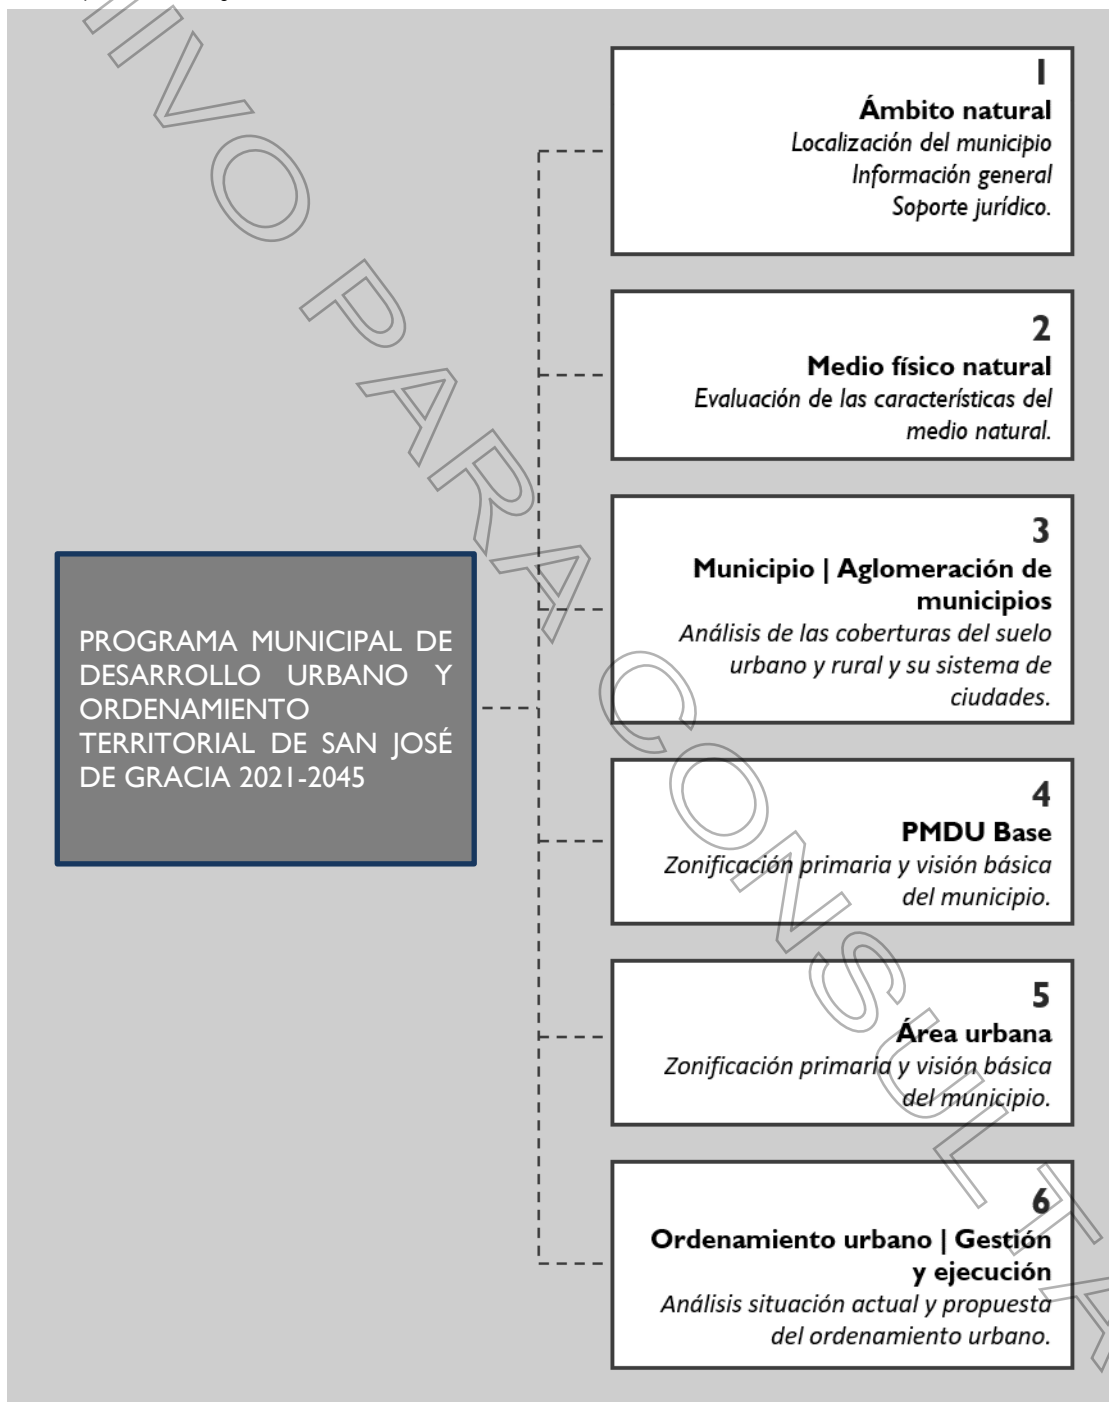 PROGRAMA MUNICIPAL DE
DESARROLLO URBANO Y
ORDENAMIENTO
TERRITORIAL DE SAN JOSÉ
DE GRACIA 2021-2045
1
Ámbito natural
Localización del municipio
Información general
Soporte jurídico.
2
Medio físico natural
Evaluación de las características del
medio natural.
3
Municipio | Aglomeración de
municipios
Análisis de las coberturas del suelo
urbano y rural y su sistema de
ciudades.
4
PMDU Base
Zonificación primaria y visión básica
del municipio.
5
Área urbana
Zonificación primaria y visión básica
del municipio.
6
Ordenamiento urbano | Gestión
y ejecución
Análisis situación actual y propuesta
del ordenamiento urbano.
PARA CONSULTA